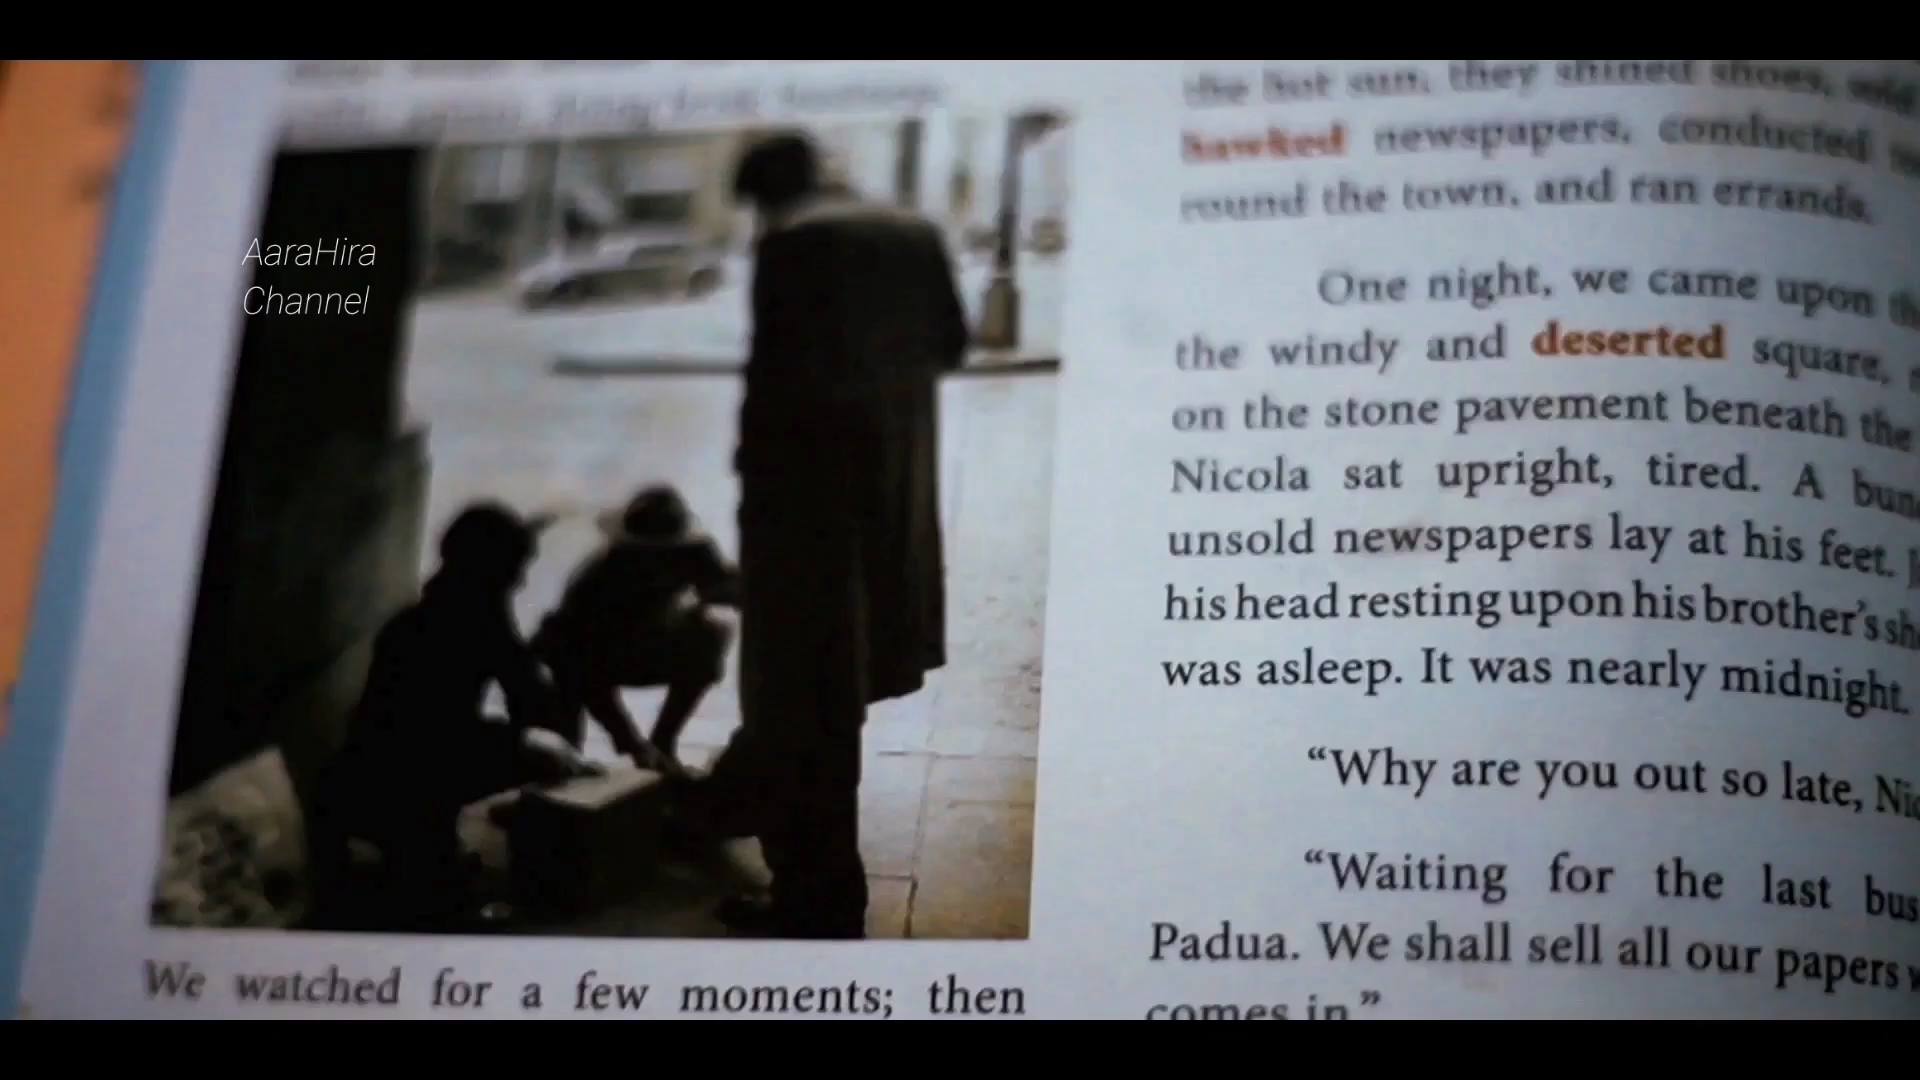 AaraHira
Channel
We watched for a few moments; then
the hot sun, they shined shoes,
hawked newspapers, conducted
round the town, and ran errands.
One night, we came upon
the windy and deserted square,
on the stone pavement beneath the
Nicola sat upright, tired. A
unsold newspapers lay at his feet.
his head resting upon his brother's
was asleep. It was nearly midnight.
“Why are you out so late,
“Waiting for the last bus
Padua. We shall sell all our papers
comes in.”